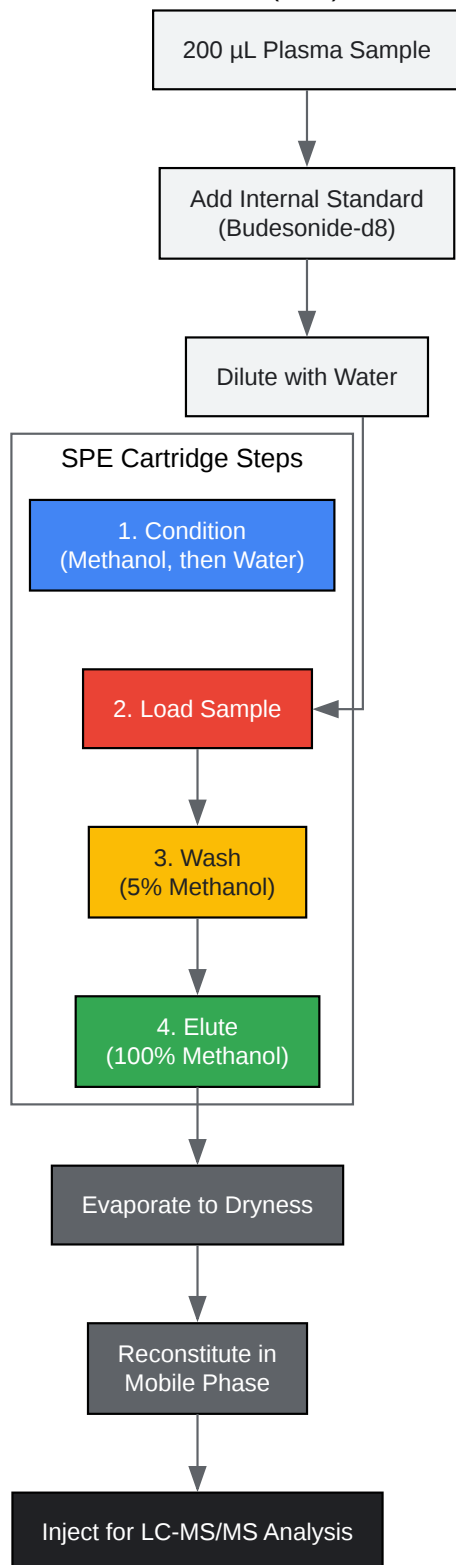 200 µL Plasma Sample
Add Internal Standard
(Budesonide-d8)
Dilute with Water
SPE Cartridge Steps
1. Condition
(Methanol, then Water)
2. Load Sample
3. Wash
(5% Methanol)
4. Elute
(100% Methanol)
Evaporate to Dryness
Reconstitute in
Mobile Phase
Inject for LC-MS/MS Analysis